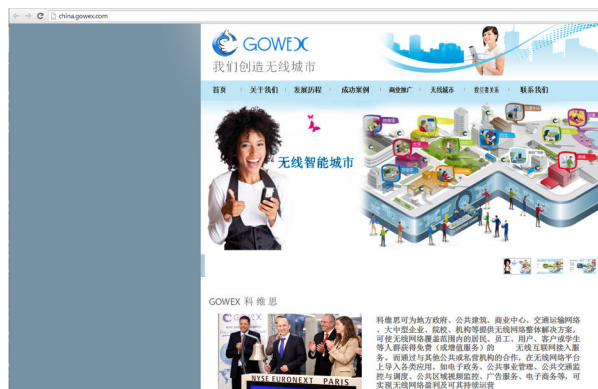 china.gowex.com
GOWEX
我们创造无线城市
首页 关于我们 发展历程 成功案例 商业推广 无线城市 投资者关系 联系我们
无线智能城市
GOWEX 科维思
GOWEX
NYSE EURONEXT PARIS
科维思可为地方政府、公共建筑、商业中心、交通运输网络
、大中型企业、院校、机构等提供无线网络整体解决方案,
可使无线网络覆盖范围内的居民、员工、用户、客户或学生
等人群获得免费(或增值服务)的 无线互联网接入服
务。而通过与其他公共或私营机构的合作,在无线网络平台
上导入各类应用,如电子政务、公共事业管理、公共交通监
控与调度、公共区域视频监控、广告服务、电子商务等,可
实现无线网络盈利及可其持续运营